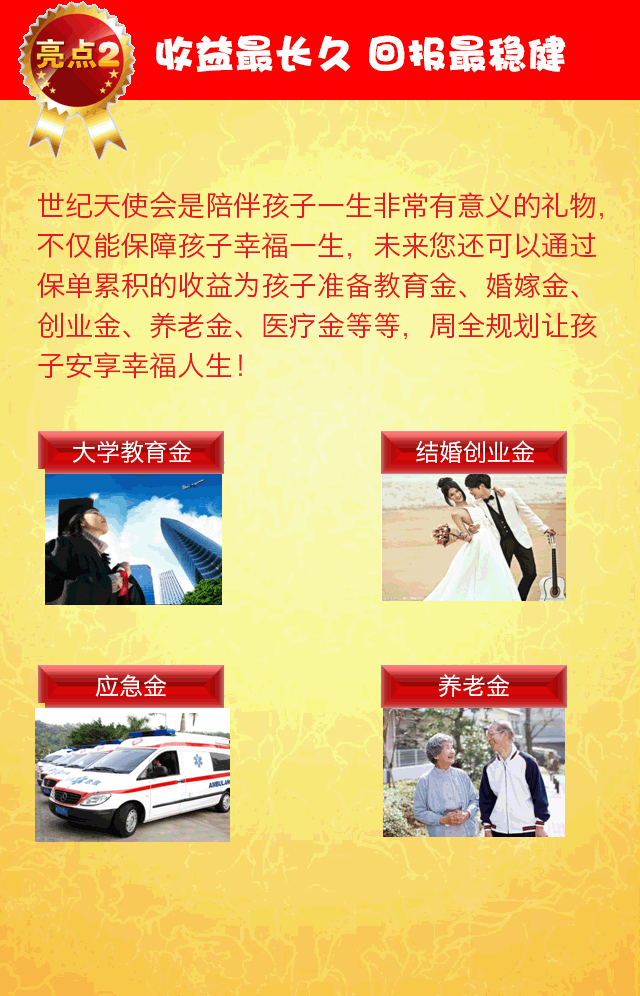 亮点2
收益最长久 回报最稳健
世纪天使会是陪伴孩子一生非常有意义的礼物，
不仅能保障孩子幸福一生，未来您还可以通过
保单累积的收益为孩子准备教育金、婚嫁金、
创业金、养老金、医疗金等等，周全规划让孩
子安享幸福人生！
大学教育金
结婚创业金
应急金
养老金
AMBULANCE